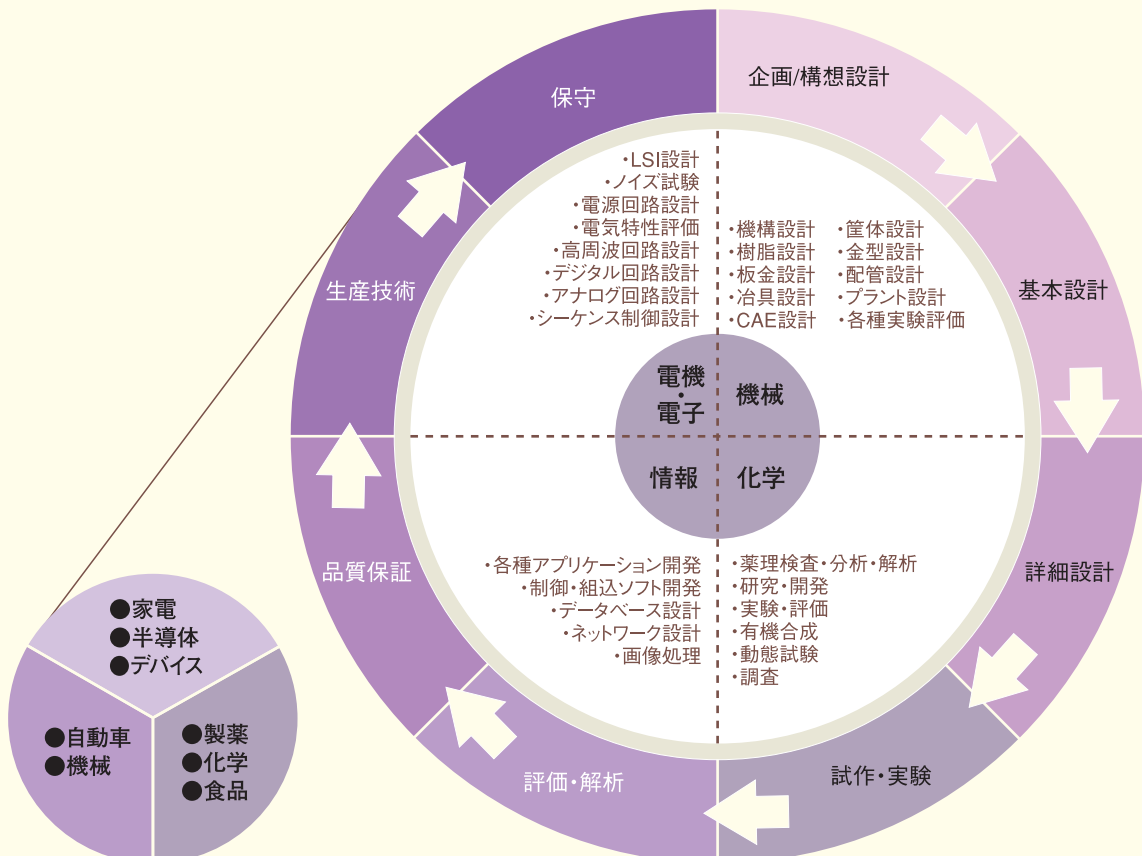 保守
企画/構想設計
基本設計
詳細設計
試作・実験
評価・解析
品質保証
生産技術
・LSI設計
・ノイズ試験
・電源回路設計
・電気特性評価
・高周波回路設計
・デジタル回路設計
・アナログ回路設計
・シーケンス制御設計
・機構設計 ・筐体設計
・樹脂設計 ・金型設計
・板金設計 ・配管設計
・冶具設計 ・プラント設計
・CAE設計 ・各種実験評価
電機
・
電子
機械
情報
化学
・各種アプリケーション開発
・制御・組込ソフト開発
・データベース設計
・ネットワーク設計
・画像処理
・薬理検査・分析・解析
・研究・開発
・実験・評価
・有機合成
・動態試験
・調査
●家電
●半導体
●デバイス
●自動車
●機械
●製薬
●化学
●食品